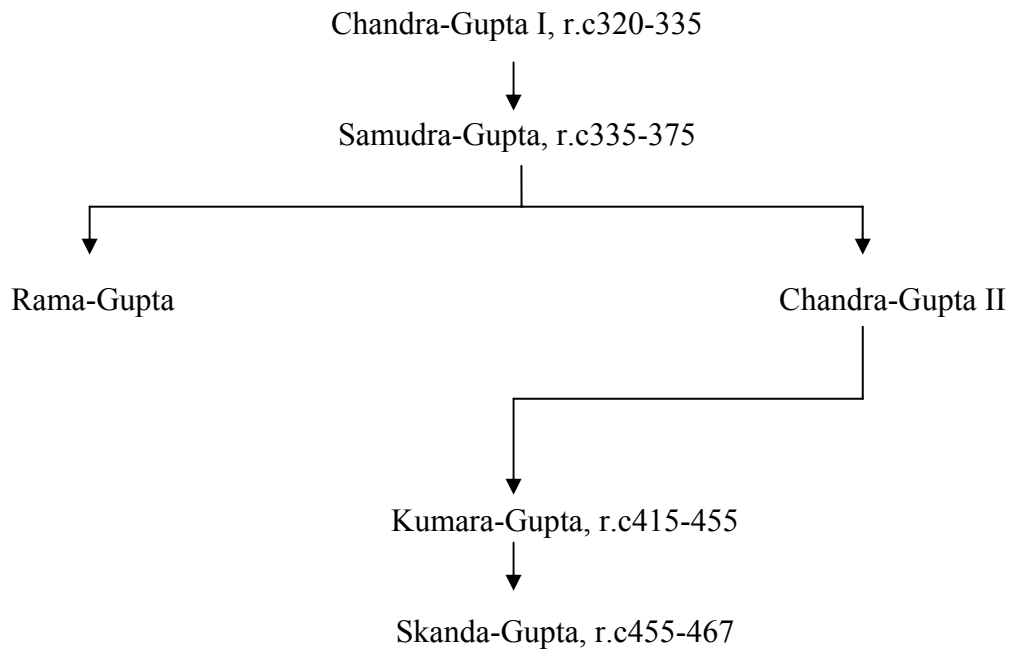 Chandra-Gupta I, r.c320-335
Samudra-Gupta, r.c335-375
Rama-Gupta
Chandra-Gupta II
Kumara-Gupta, r.c415-455
Skanda-Gupta, r.c455-467